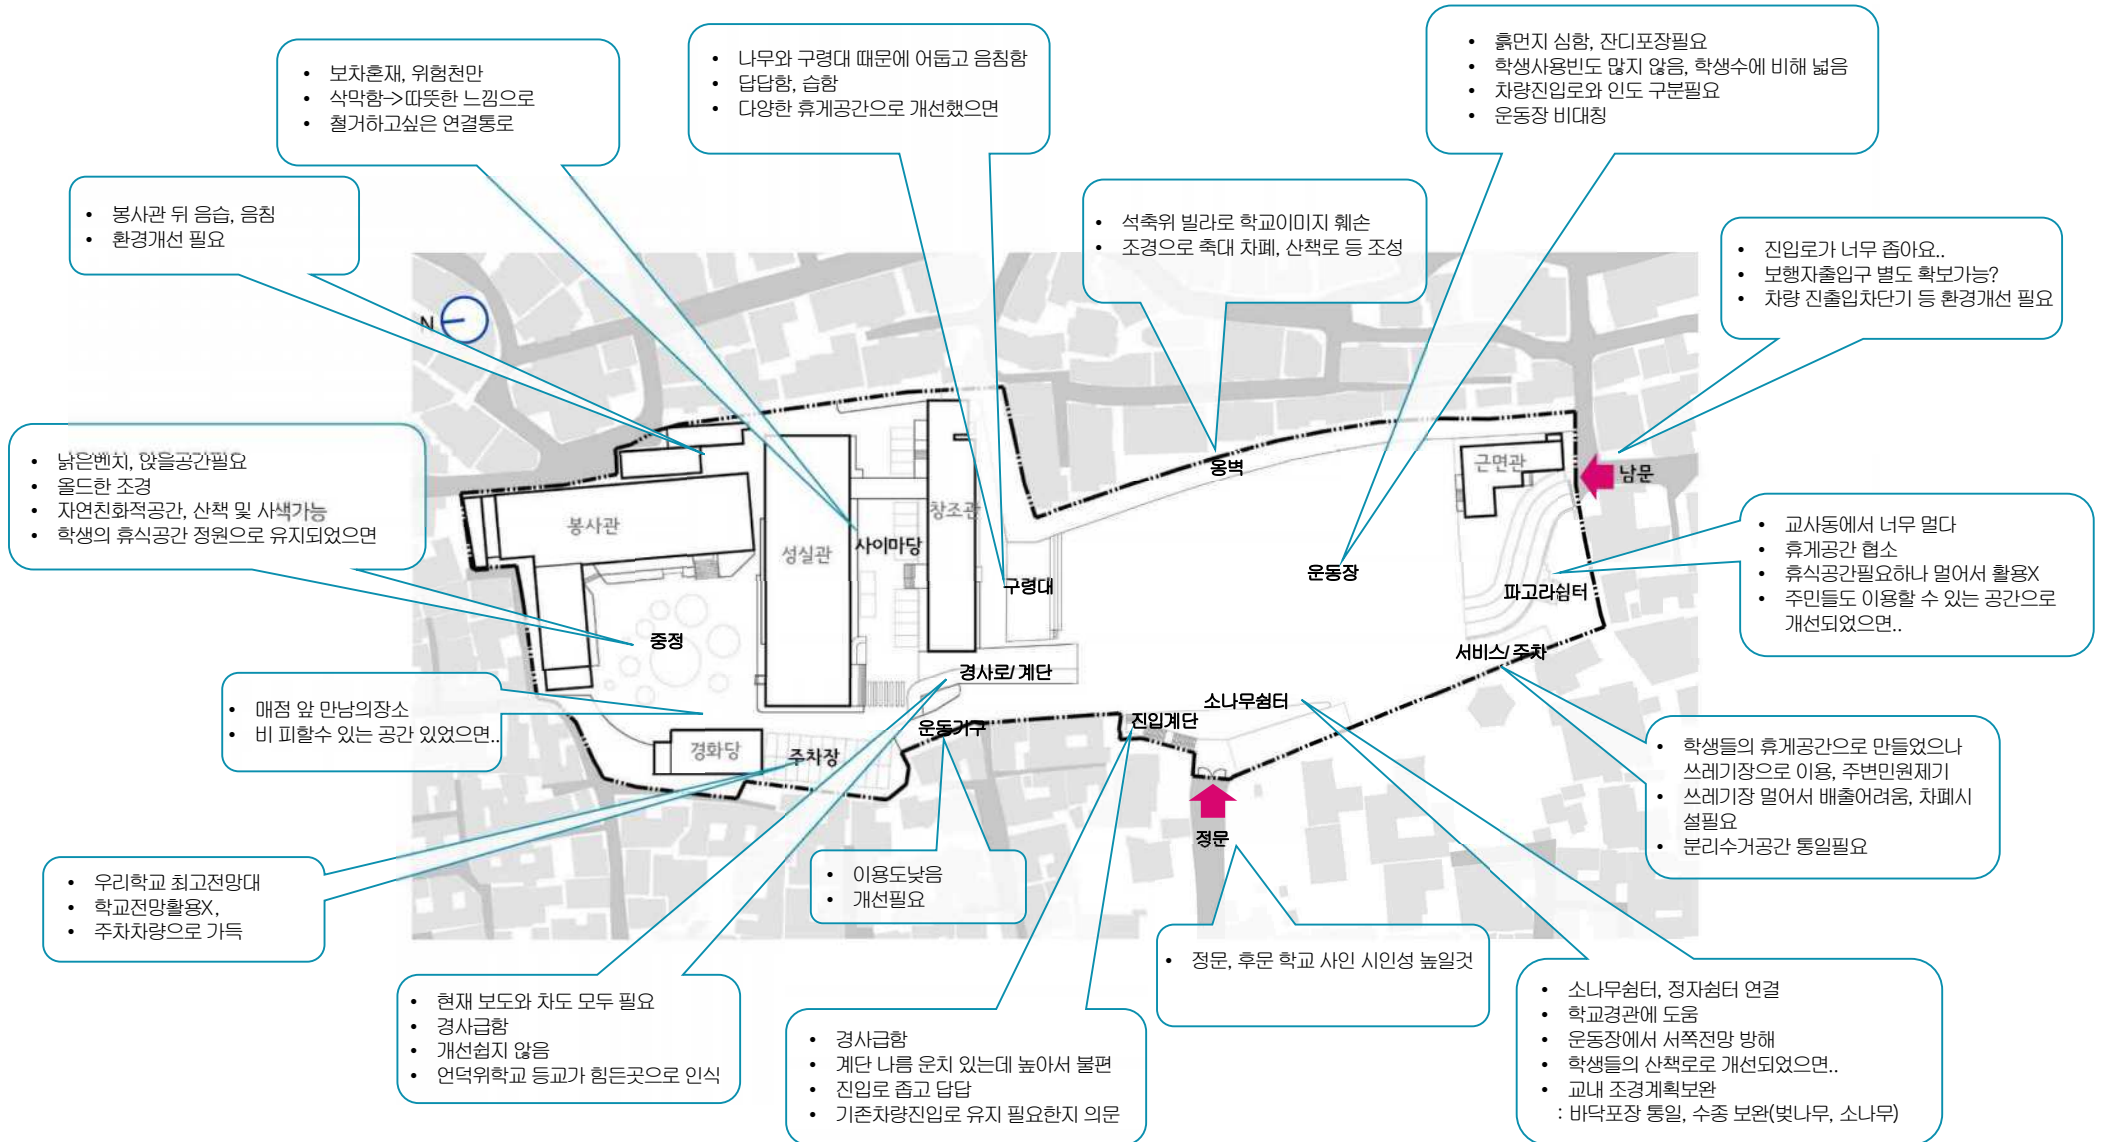 • 보차혼재, 위험천만
• 삭막함->따뜻한 느낌으로
• 철거하고싶은 연결통로
• 나무와 구령대 때문에 어둡고 음침함
• 답답함, 습함
• 다양한 휴게공간으로 개선했으면
• 흙먼지 심함, 잔디포장필요
• 학생사용빈도 많지 않음, 학생수에 비해 넓음
• 차량진입로와 인도 구분필요
• 운동장 비대칭
• 봉사관 뒤 음습, 음침
• 환경개선 필요
• 석축위 빌라로 학교이미지 훼손
• 조경으로 축대 차폐, 산책로 등 조성
• 진입로가 너무 좁아요..
• 보행자출입구 별도 확보가능?
• 차량 진출입차단기 등 환경개선 필요
N
• 낡은벤치, 앉을공간필요
• 올드한 조경
• 자연친화적공간, 산책 및 사색가능
• 학생의 휴식공간 정원으로 유지되었으면
옹벽
근면관
남문
봉사관
성실관
사이마당
창조관
구령대
운동장
파고라쉼터
• 교사동에서 너무 멀다
• 휴게공간 협소
• 휴식공간필요하나 멀어서 활용X
• 주민들도 이용할 수 있는 공간으로
개선되었으면..
중정
경사로/ 계단
서비스/ 주차
소나무쉼터
진입계단
운동기구
경화당
주차장
정문
• 매점 앞 만남의장소
• 비 피할수 있는 공간 있었으면..
• 학생들의 휴게공간으로 만들었으나
쓰레기장으로 이용, 주변민원제기
• 쓰레기장 멀어서 배출어려움, 차폐시
설필요
• 분리수거공간 통일필요
• 우리학교 최고전망대
• 학교전망활용X,
• 주차차량으로 가득
• 이용도낮음
• 개선필요
• 정문, 후문 학교 사인 시인성 높일것
• 현재 보도와 차도 모두 필요
• 경사급함
• 개선쉽지 않음
• 언덕위학교 등교가 힘든곳으로 인식
• 경사급함
• 계단 나름 운치 있는데 높아서 불편
• 진입로 좁고 답답
• 기존차량진입로 유지 필요한지 의문
• 소나무쉼터, 정자쉼터 연결
• 학교경관에 도움
• 운동장에서 서쪽전망 방해
• 학생들의 산책로로 개선되었으면..
• 교내 조경계획보완
: 바닥포장 통일, 수종 보완(벚나무, 소나무)